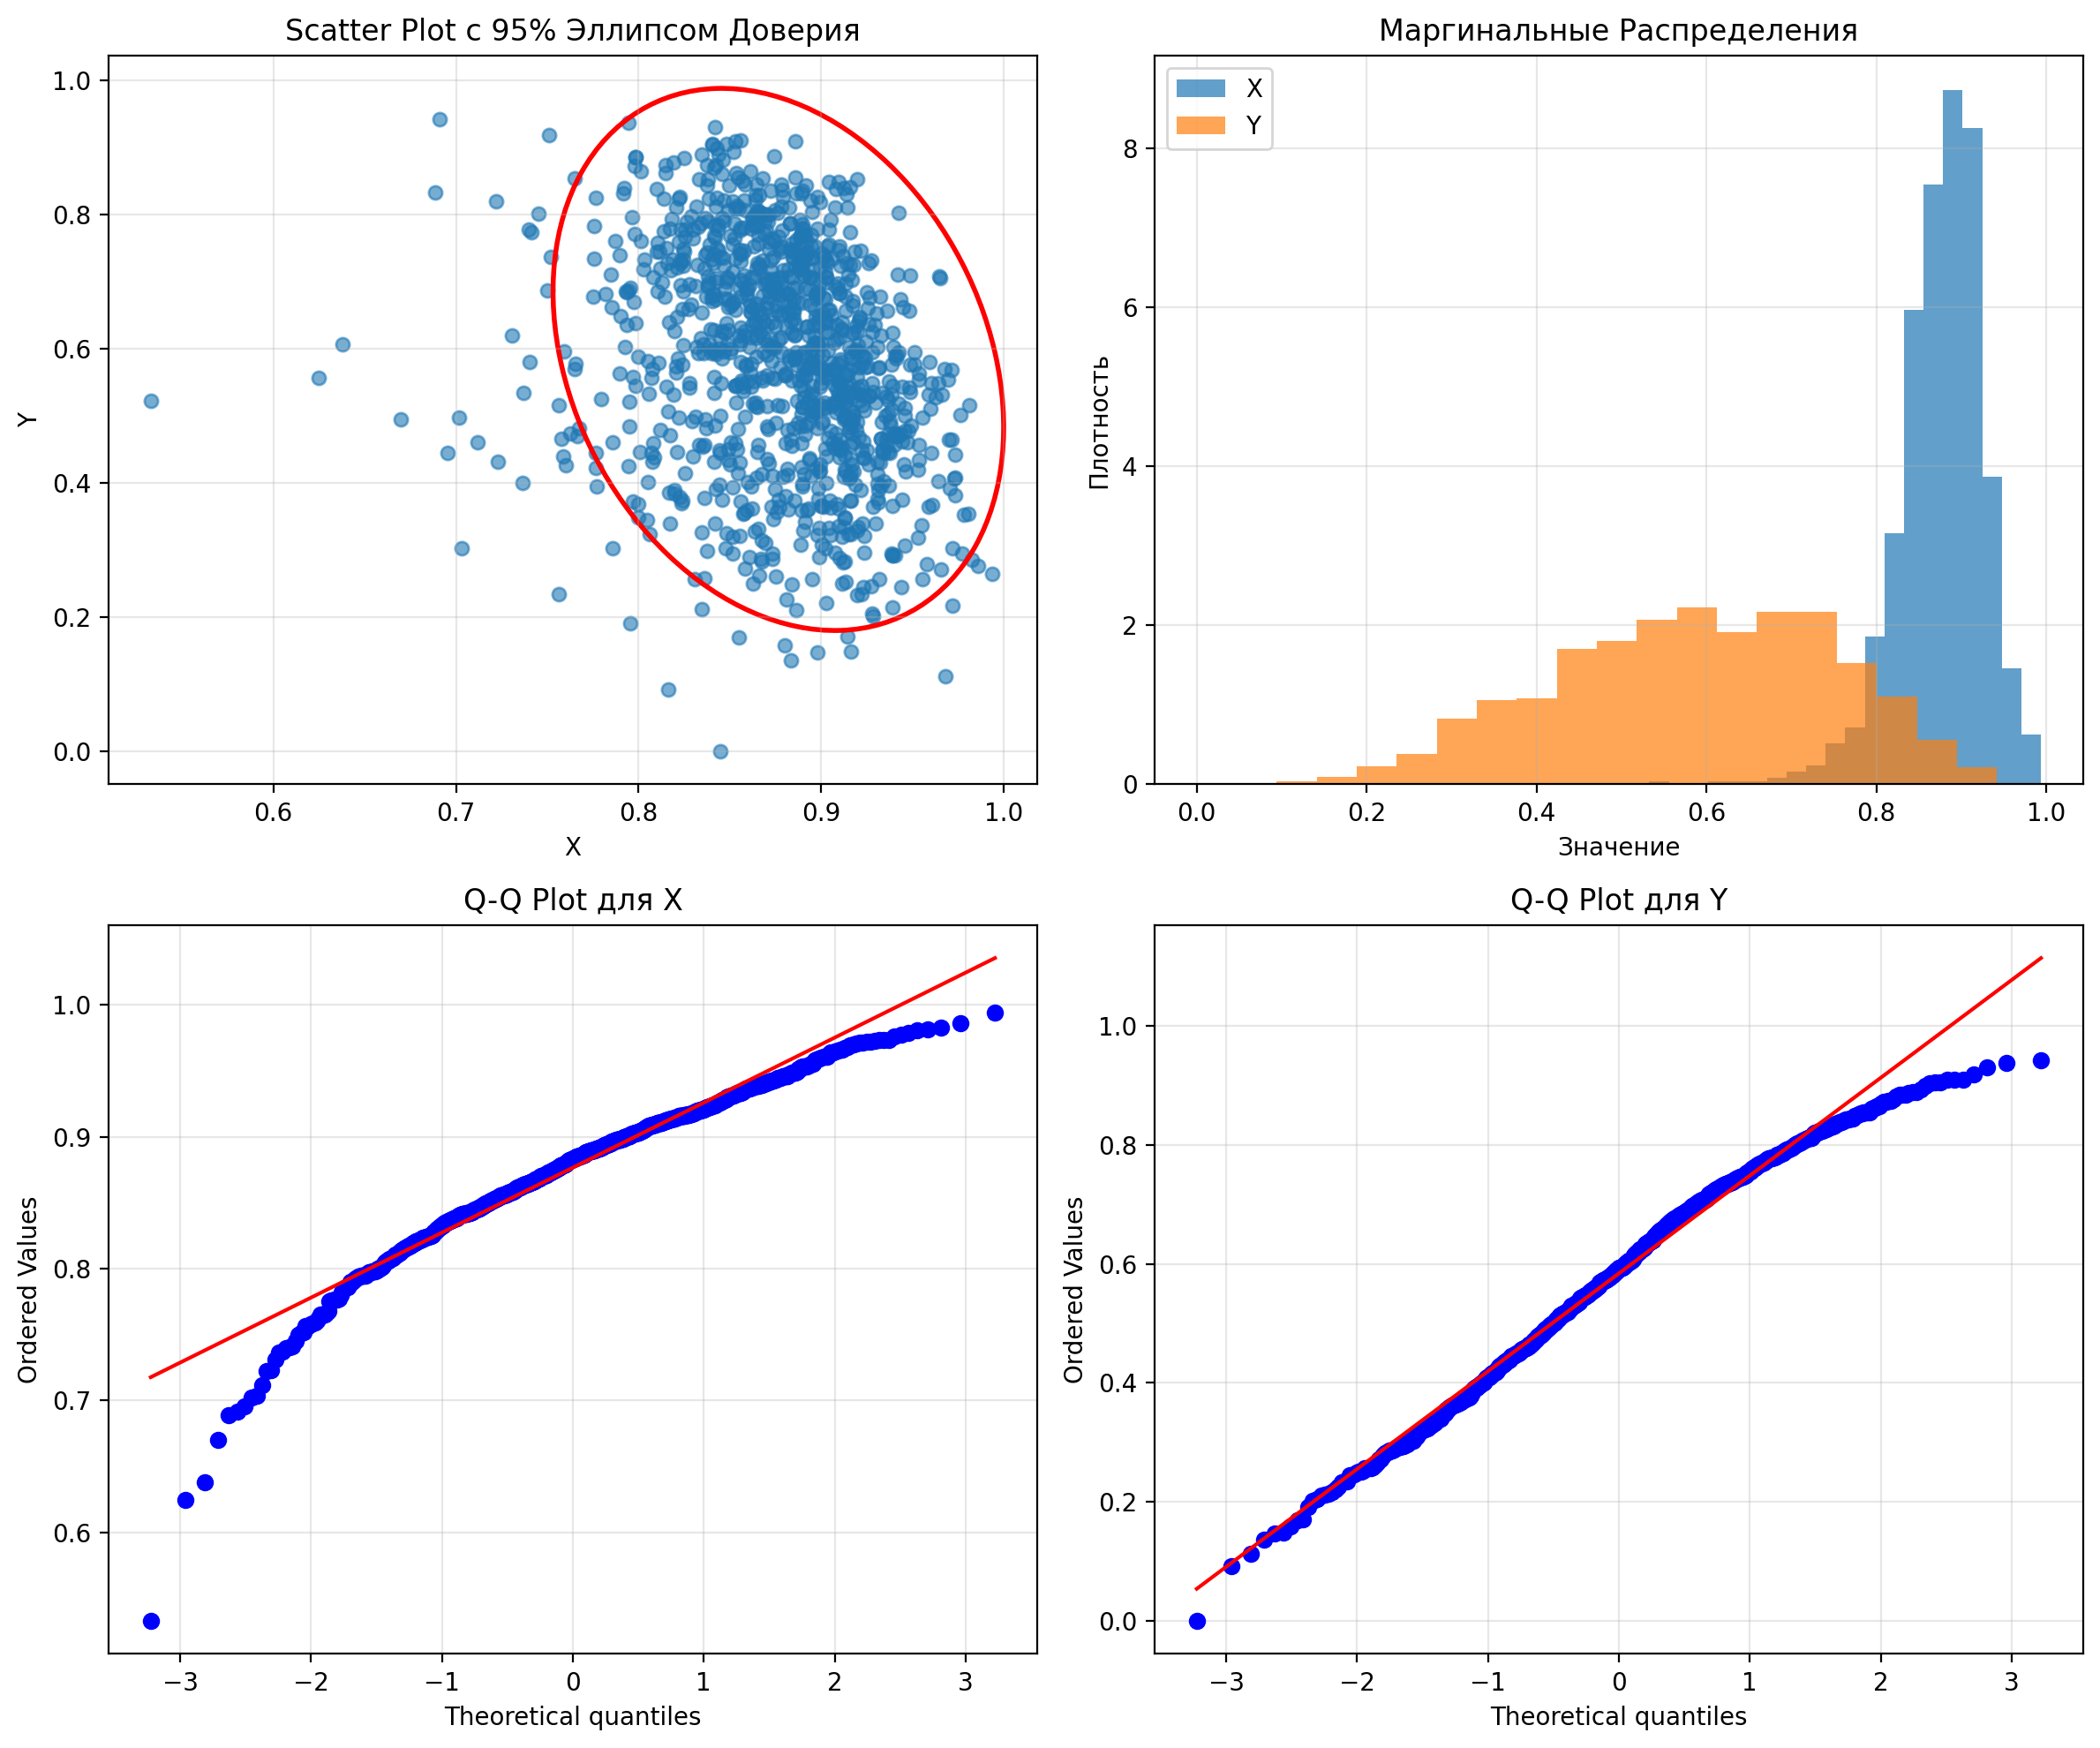 Scatter Plot с 95% Эллипсом Доверия
1.0
0.8
0.6
0.4
0.2
0.0
Y
0.6 0.7 0.8 0.9 1.0
X
Маргинальные Распределения
X
Y
8
6
4
2
0
Плотность
0.0 0.2 0.4 0.6 0.8 1.0
Значение
Q-Q Plot для X
1.0
0.9
0.8
0.7
0.6
Ordered Values
−3 −2 −1 0 1 2 3
Theoretical quantiles
Q-Q Plot для Y
1.0
0.8
0.6
0.4
0.2
0.0
Ordered Values
−3 −2 −1 0 1 2 3
Theoretical quantiles